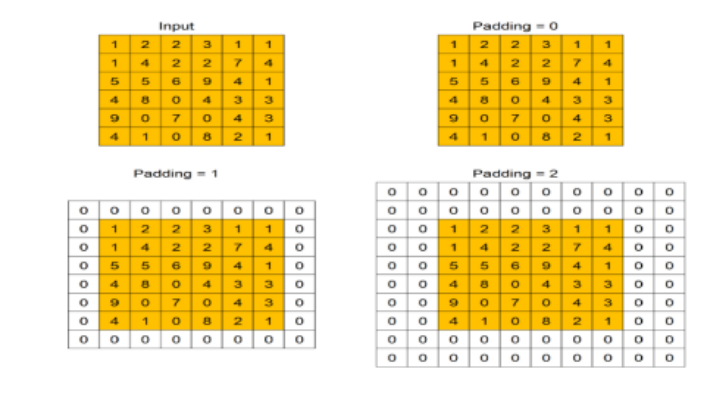 Input
1 2 2 3 1 1
1 4 2 2 7 4
5 5 6 9 4 1
4 8 0 4 3 3
9 0 7 0 4 3
4 1 0 8 2 1
Padding = 0
1 2 2 3 1 1
1 4 2 2 7 4
5 5 6 9 4 1
4 8 0 4 3 3
9 0 7 0 4 3
4 1 0 8 2 1
Padding = 1
0 0 0 0 0 0 0 0
0 1 2 2 3 1 1 0
0 1 4 2 2 7 4 0
0 5 5 6 9 4 1 0
0 4 8 0 4 3 3 0
0 9 0 7 0 4 3 0
0 4 1 0 8 2 1 0
0 0 0 0 0 0 0 0
Padding = 2
0 0 0 0 0 0 0 0 0 0
0 0 0 0 0 0 0 0 0 0
0 0 1 2 2 3 1 1 0 0
0 0 1 4 2 2 7 4 0 0
0 0 5 5 6 9 4 1 0 0
0 0 4 8 0 4 3 3 0 0
0 0 9 0 7 0 4 3 0 0
0 0 4 1 0 8 2 1 0 0
0 0 0 0 0 0 0 0 0 0
0 0 0 0 0 0 0 0 0 0